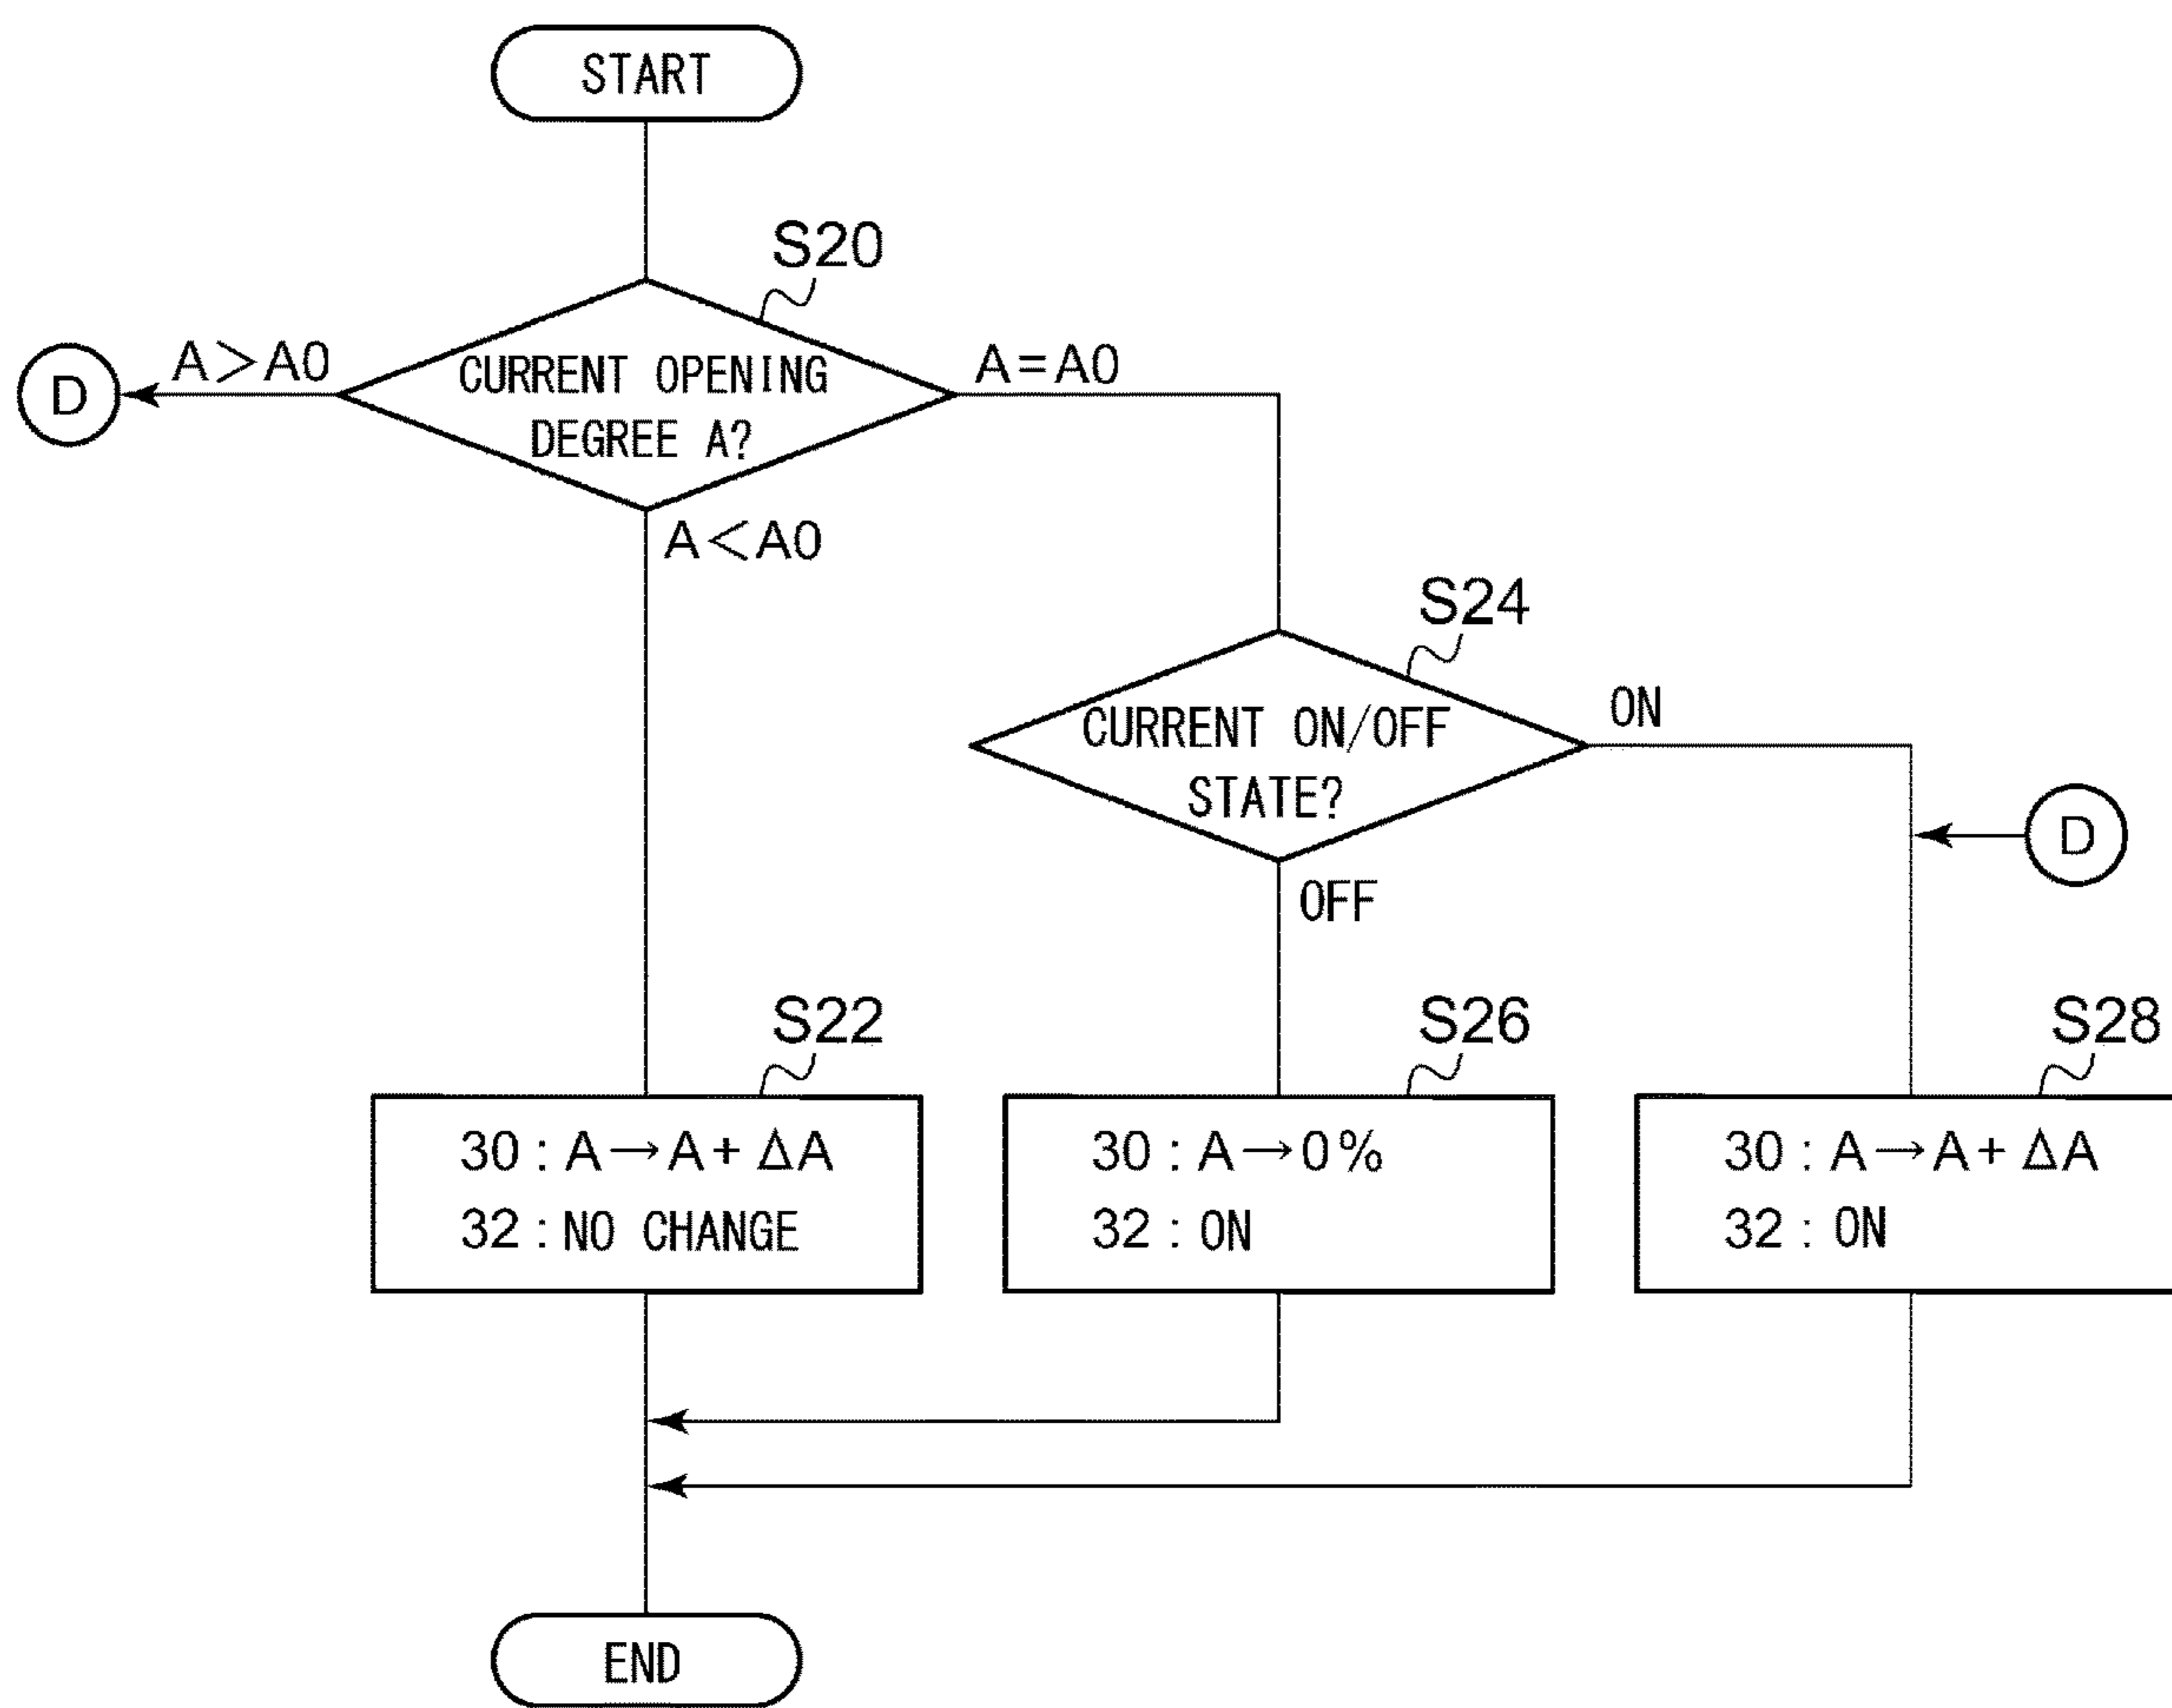 START
S20
D
A>A0
CURRENT OPENING
DEGREE A?
A=A0
A<A0
S24
CURRENT ON/OFF
STATE?
ON
D
OFF
S22
30:A→A+ΔA
32:NO CHANGE
S26
30:A→0%
32:ON
S28
30:A→A+ΔA
32:ON
END